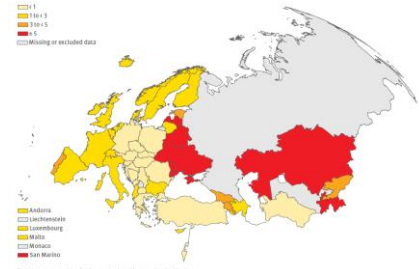 < 1
1 to < 3
3 to < 5
≥ 5
Missing or excluded data
Andorra
Liechtenstein
Luxembourg
Malta
Monaco
San Marino